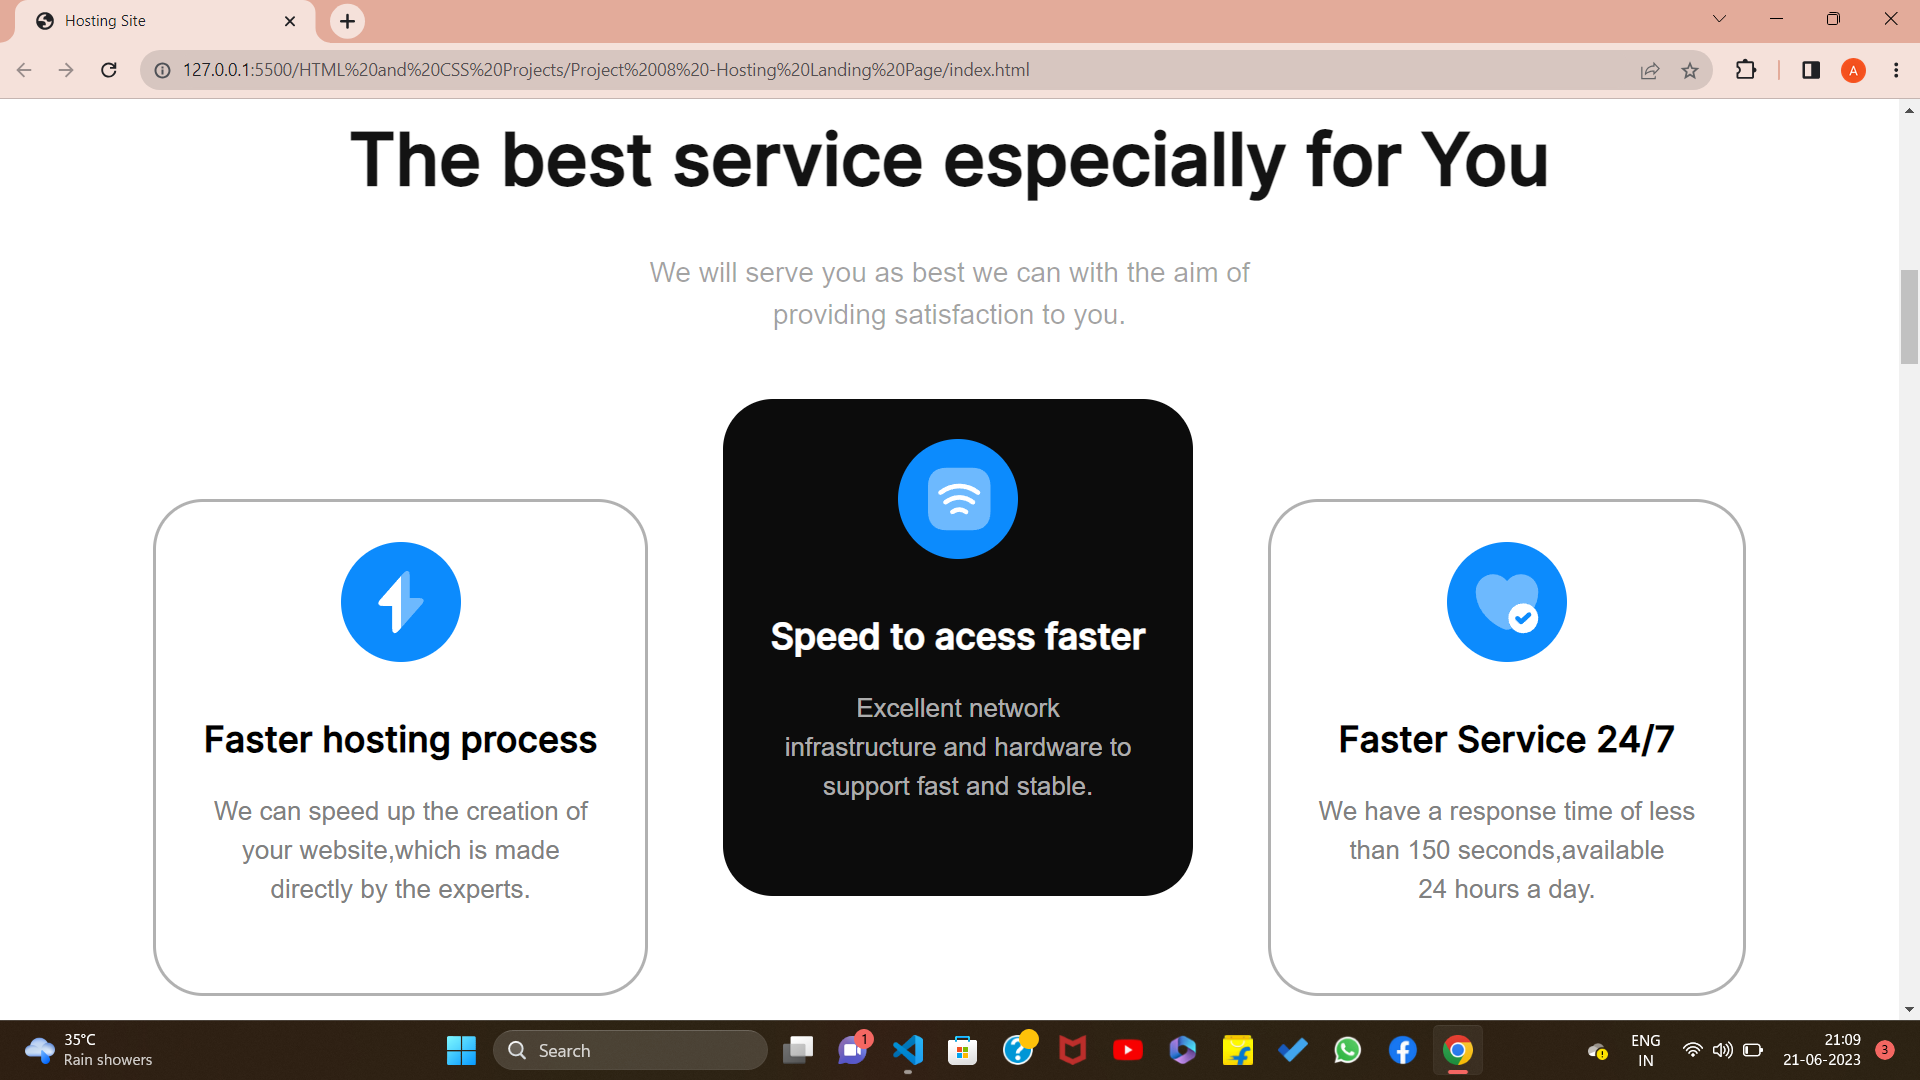 Hosting Site
127.0.0.1:5500/HTML%20and%20CSS%20Projects/Project%2008%20-Hosting%20Landing%20Page/index.html
A
The best service especially for You
We will serve you as best we can with the aim of
providing satisfaction to you.
Faster hosting process
We can speed up the creation of
your website,which is made
directly by the experts.
Speed to acess faster
Excellent network
infrastructure and hardware to
support fast and stable.
Faster Service 24/7
We have a response time of less
than 150 seconds,available
24 hours a day.
35°C
Rain showers
Search
1
ENG
IN
21:09
21-06-2023
3